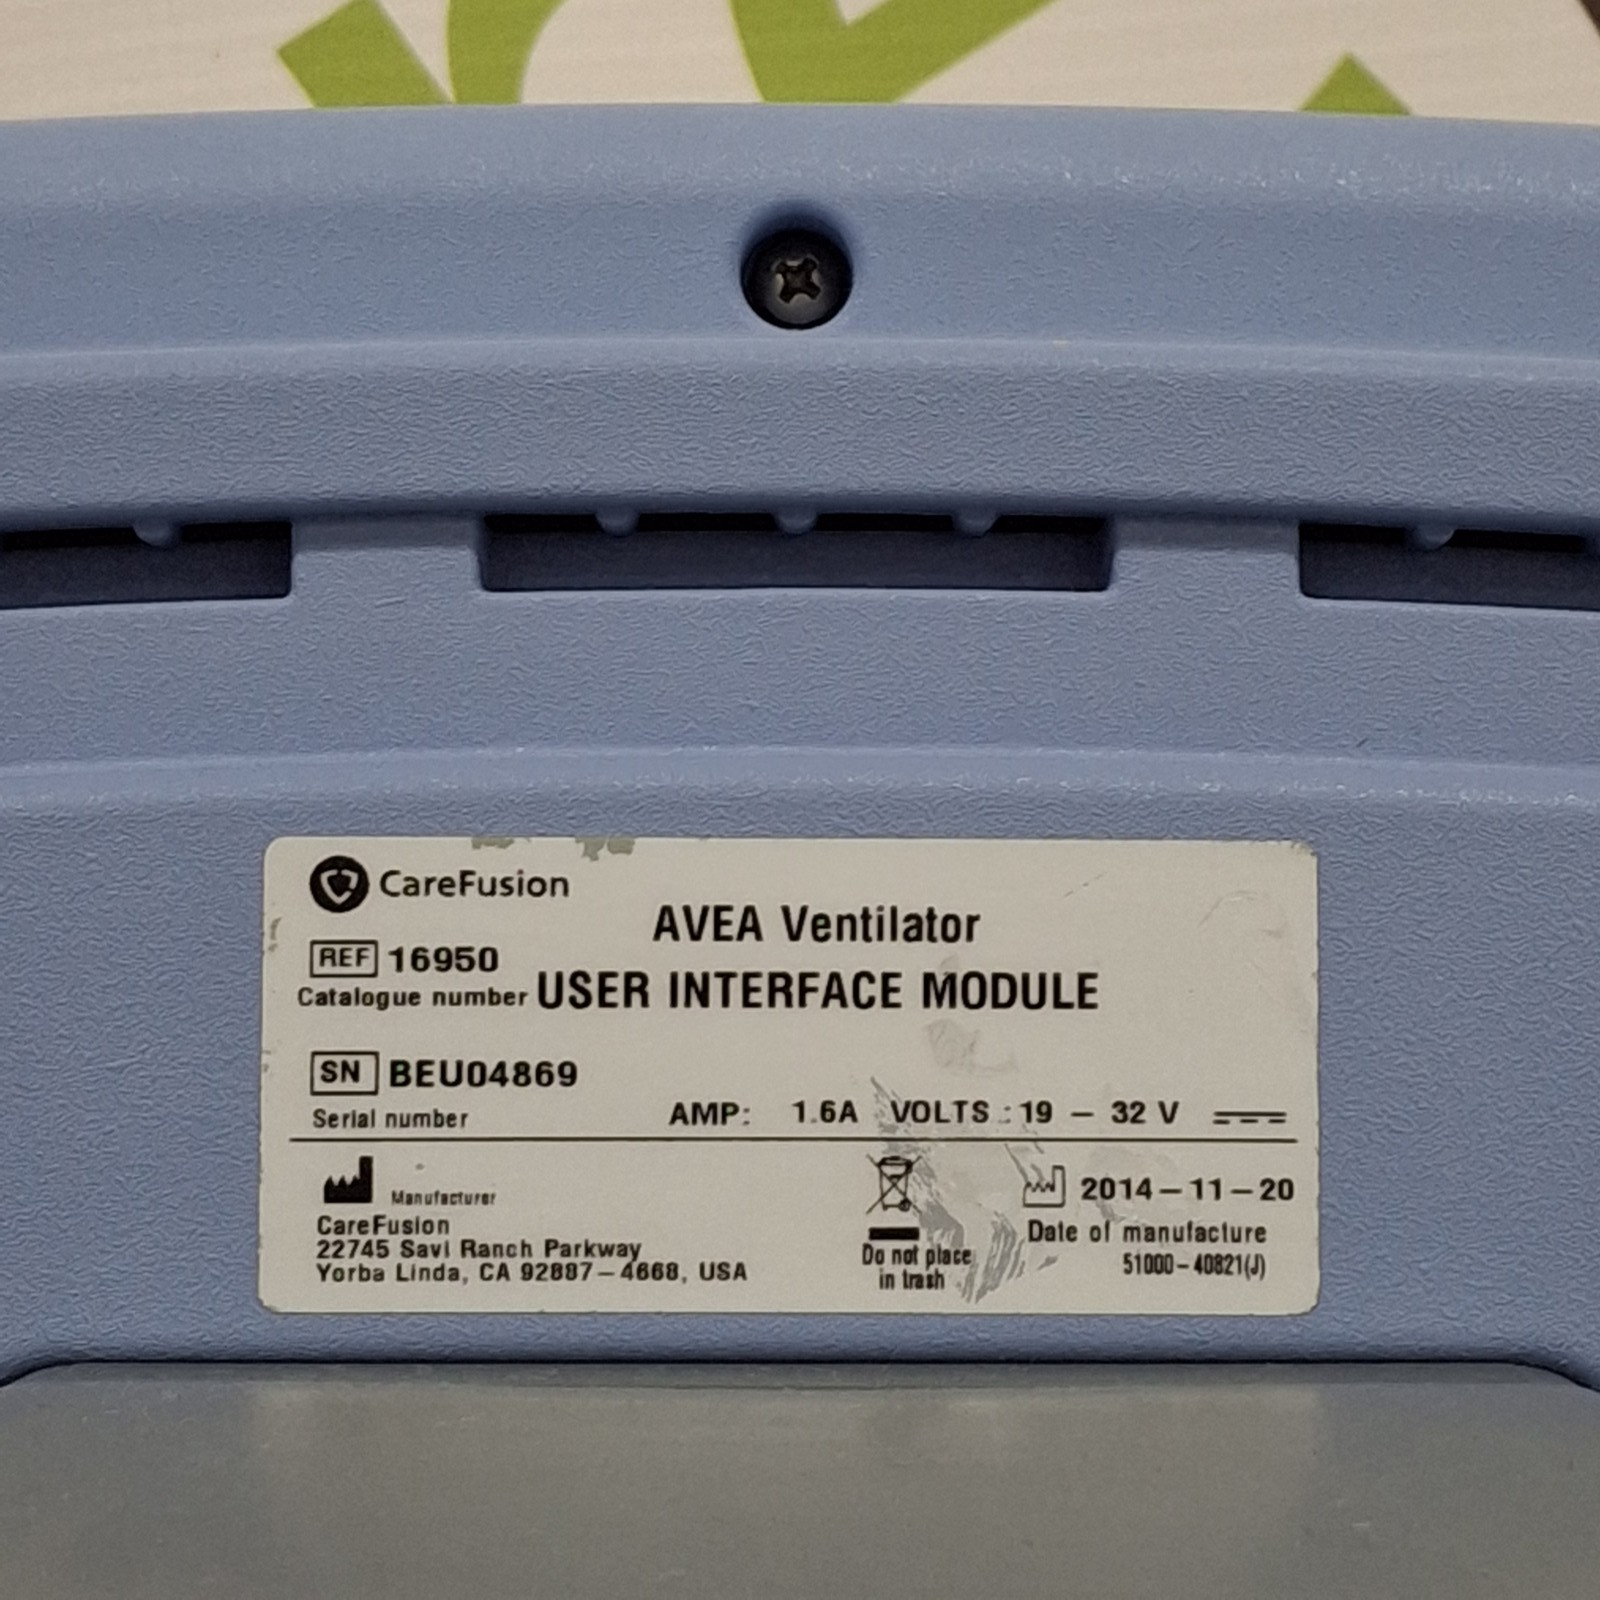 CareFusion
AVEA Ventilator
REF 16950
Catalogue number USER INTERFACE MODULE
SN BEU04869
Serial number AMP: 1.6A VOLTS : 19 – 32 V
Manufacturer
CareFusion
22745 Savi Ranch Parkway
Yorba Linda, CA 92887–4668, USA
Do not place
in trash
2014–11–20
Date of manufacture
51000–40821(J)